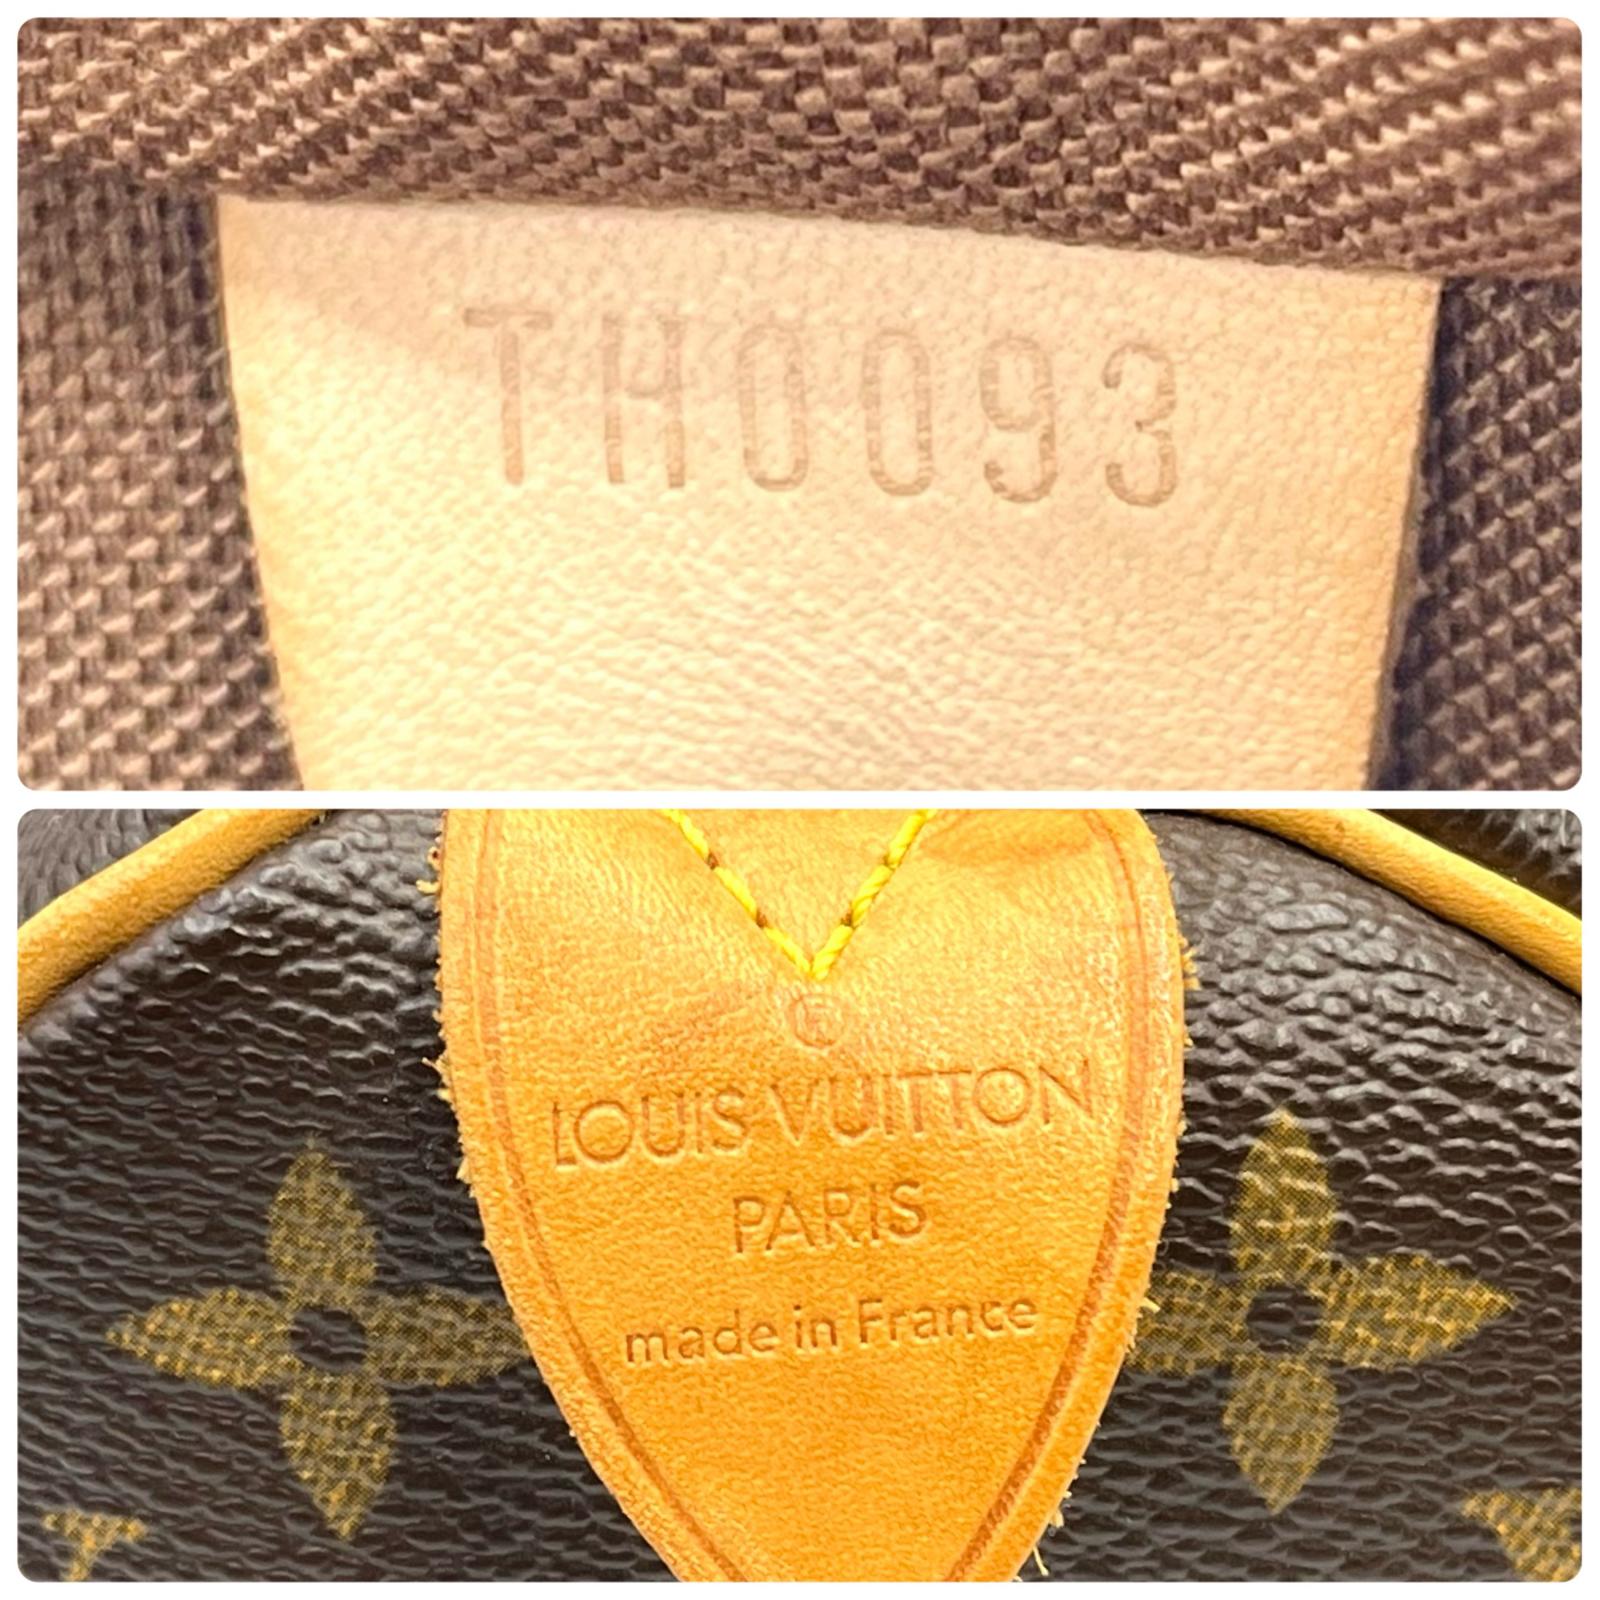 TH0093
®
LOUIS VUITTON
PARIS
made in France